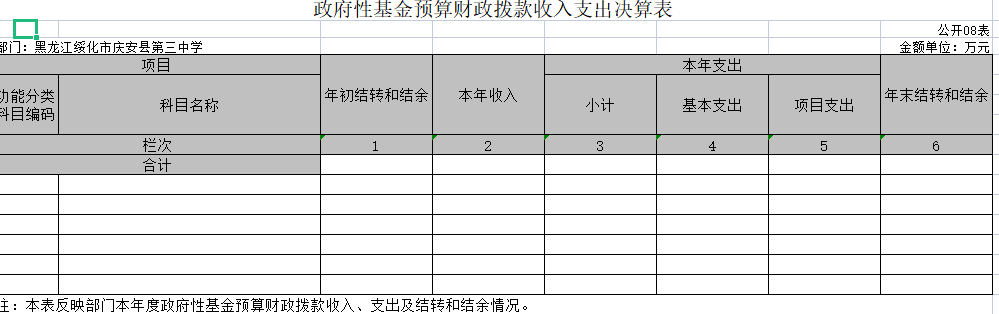 政府性基金预算财政拨款收入支出决算表
公开08表
部门：黑龙江绥化市庆安县第三中学 金额单位：万元
项目 年初结转和结余 本年收入 本年支出 年末结转和结余
功能分类科目编码 科目名称 小计 基本支出 项目支出
栏次 1 2 3 4 5 6
合计
注：本表反映部门本年度政府性基金预算财政拨款收入、支出及结转和结余情况。